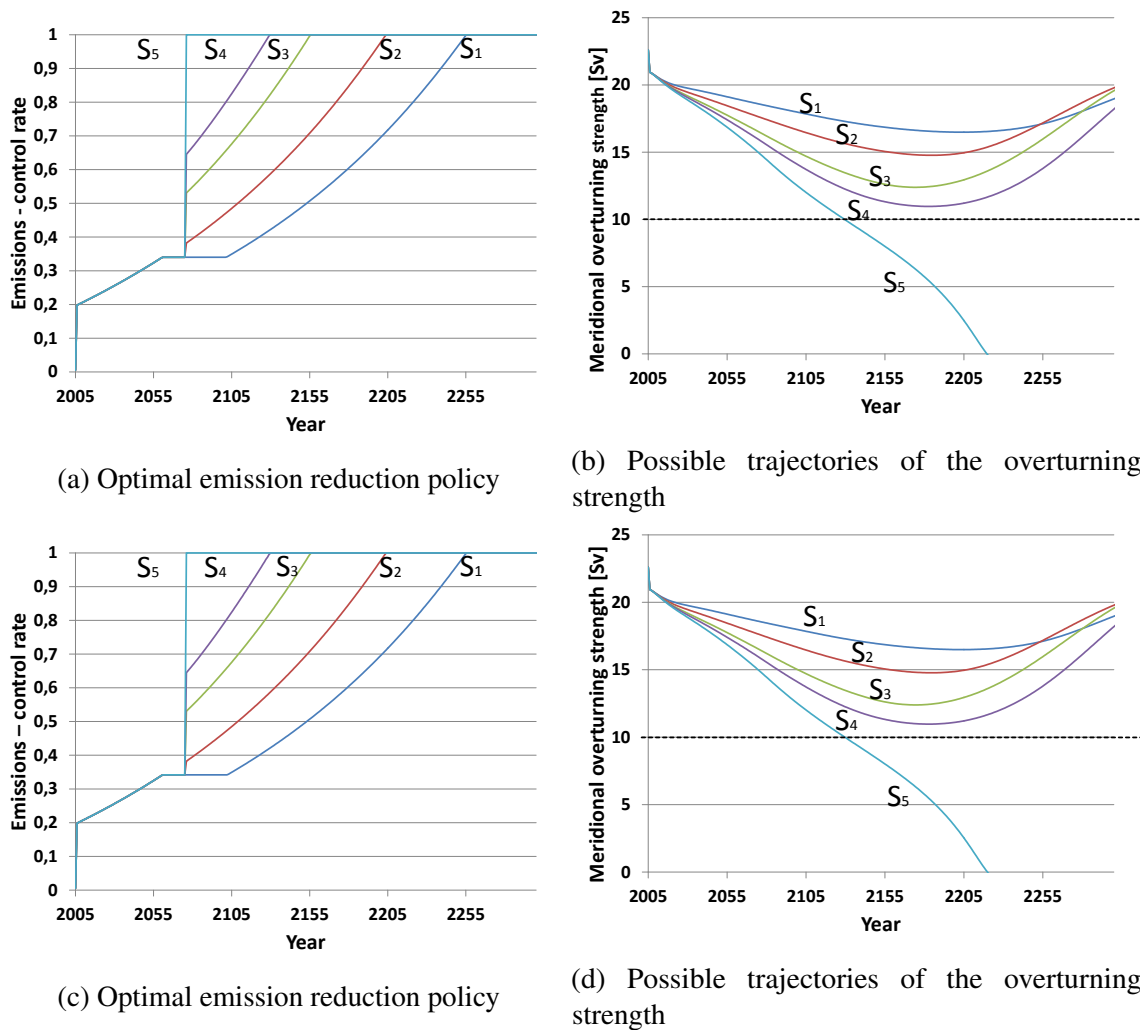 Emissions - control rate
1
0,9
0,8
0,7
0,6
0,5
0,4
0,3
0,2
0,1
0
S5
S4
S3
S2
S1
2005 2055 2105 2155 2205 2255
Year
(a) Optimal emission reduction policy
Meridional overturning strength [Sv]
25
20
15
10
5
0
S1
S2
S3
S4
S5
2005 2055 2105 2155 2205 2255
Year
(b) Possible trajectories of the overturning
strength
Emissions – control rate
1
0,9
0,8
0,7
0,6
0,5
0,4
0,3
0,2
0,1
0
S5
S4
S3
S2
S1
2005 2055 2105 2155 2205 2255
Year
(c) Optimal emission reduction policy
Meridional overturning strength [Sv]
25
20
15
10
5
0
S1
S2
S3
S4
S5
2005 2055 2105 2155 2205 2255
Year
(d) Possible trajectories of the overturning
strength